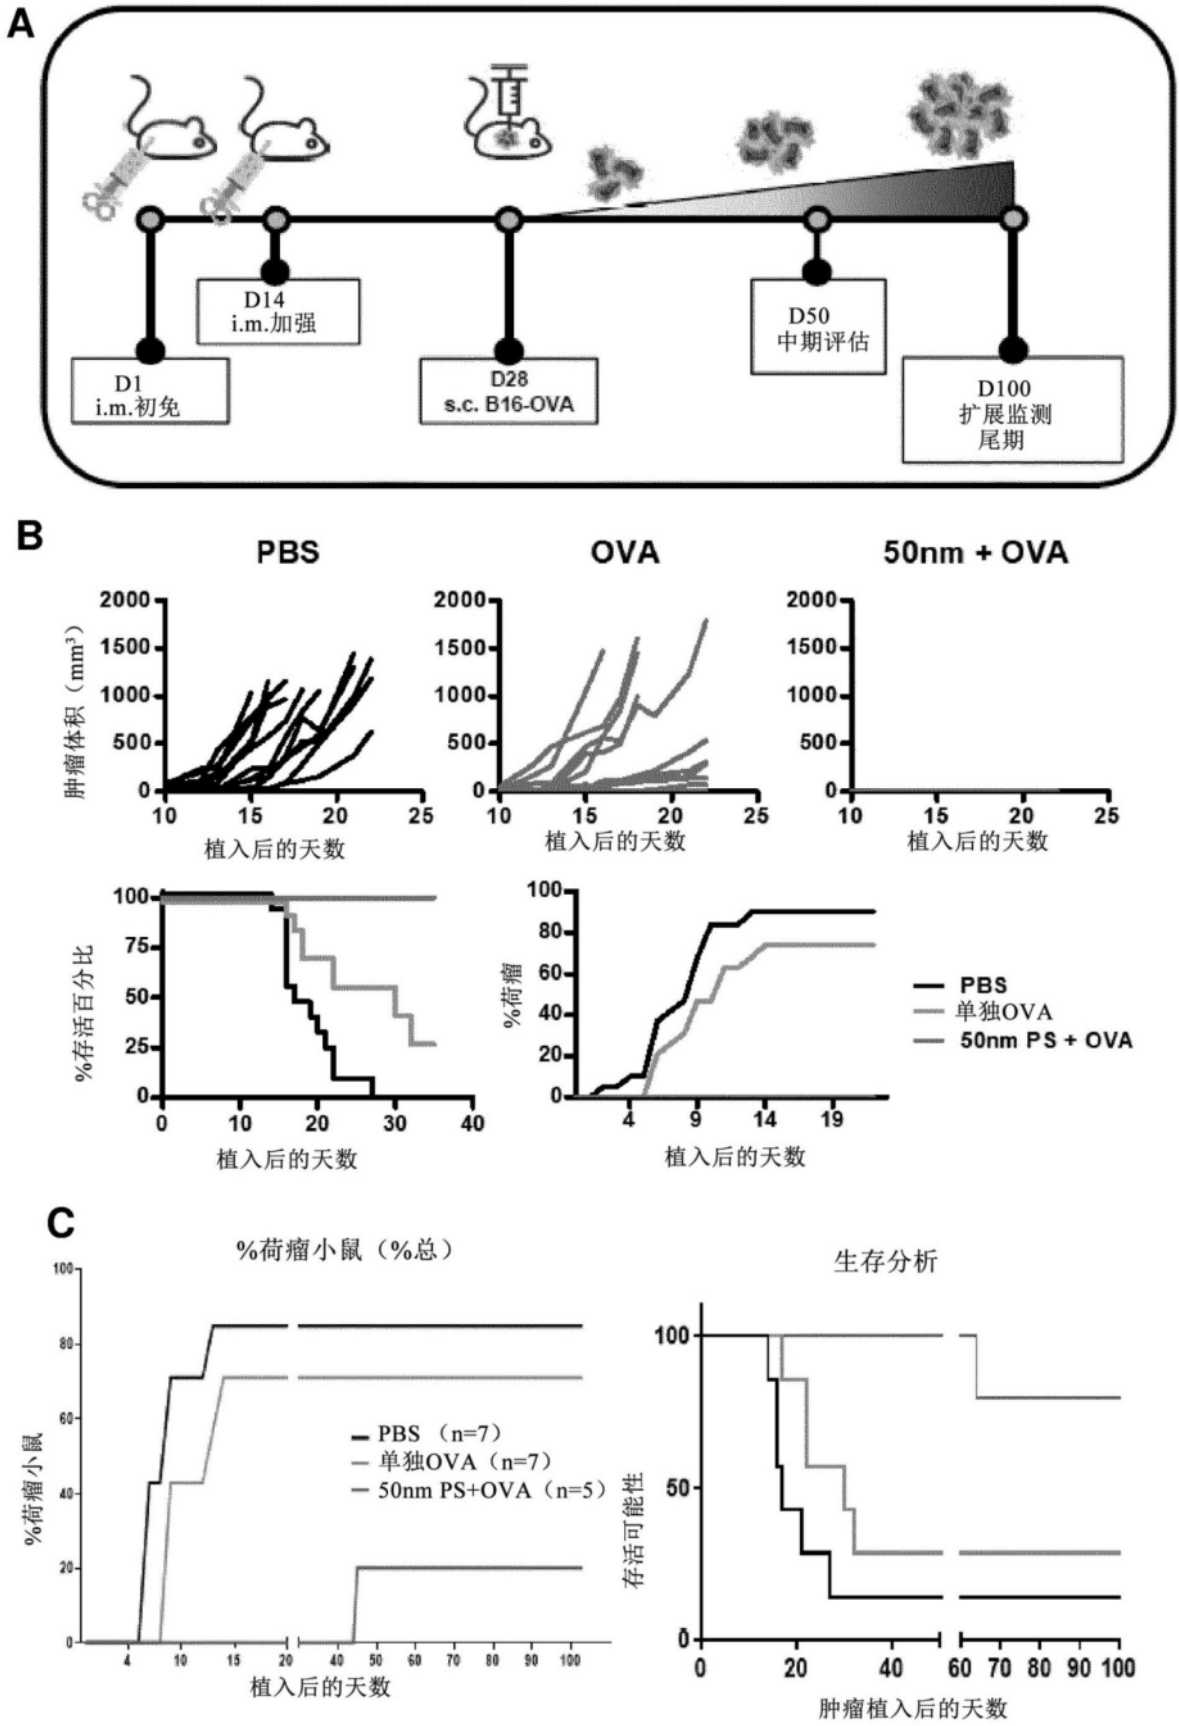 A
D14
i.m.加强
D50
中期评估
D1
i.m.初免
D28
s.c. B16-OVA
D100
扩展监测
尾期
B
PBS
OVA
50nm + OVA
肿瘤体积（mm³）
2000
1500
1000
500
0
10
15
20
25
植入后的天数
2000
1500
1000
500
0
10
15
20
25
植入后的天数
2000
1500
1000
500
0
10
15
20
25
植入后的天数
%存活百分比
100
75
50
25
0
0
10
20
30
40
植入后的天数
%荷瘤
100
80
60
40
20
0
4
9
14
19
植入后的天数
PBS
单独OVA
50nm PS + OVA
C
%荷瘤小鼠（%总）
%荷瘤小鼠
100
80
60
40
20
0
4
10
15
20
40
50
60
70
80
90
100
植入后的天数
PBS （n=7）
单独OVA（n=7）
50nm PS+OVA（n=5）
生存分析
存活可能性
100
50
0
0
20
40
60
70
80
90
100
肿瘤植入后的天数